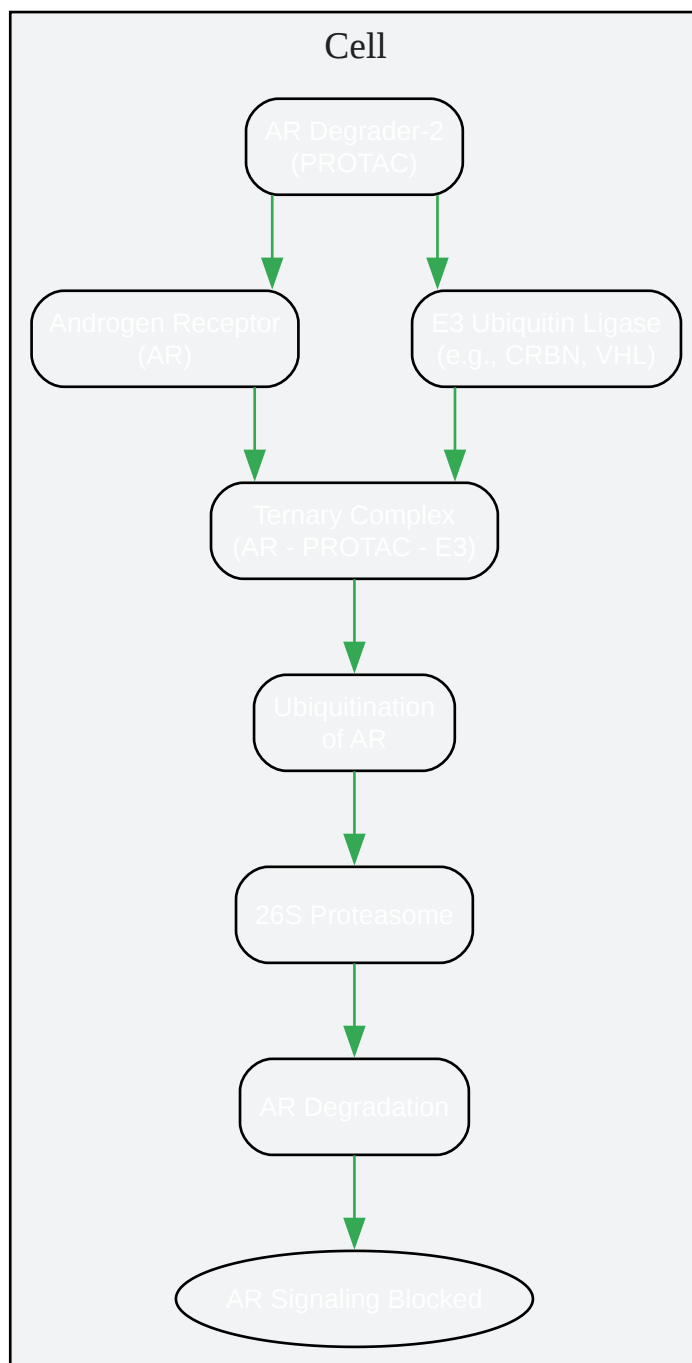 Cell
AR Degrader-2
(PROTAC)
Androgen Receptor
(AR)
E3 Ubiquitin Ligase
(e.g., CRBN, VHL)
Ternary Complex
(AR - PROTAC - E3)
Ubiquitination
of AR
26S Proteasome
AR Degradation
AR Signaling Blocked